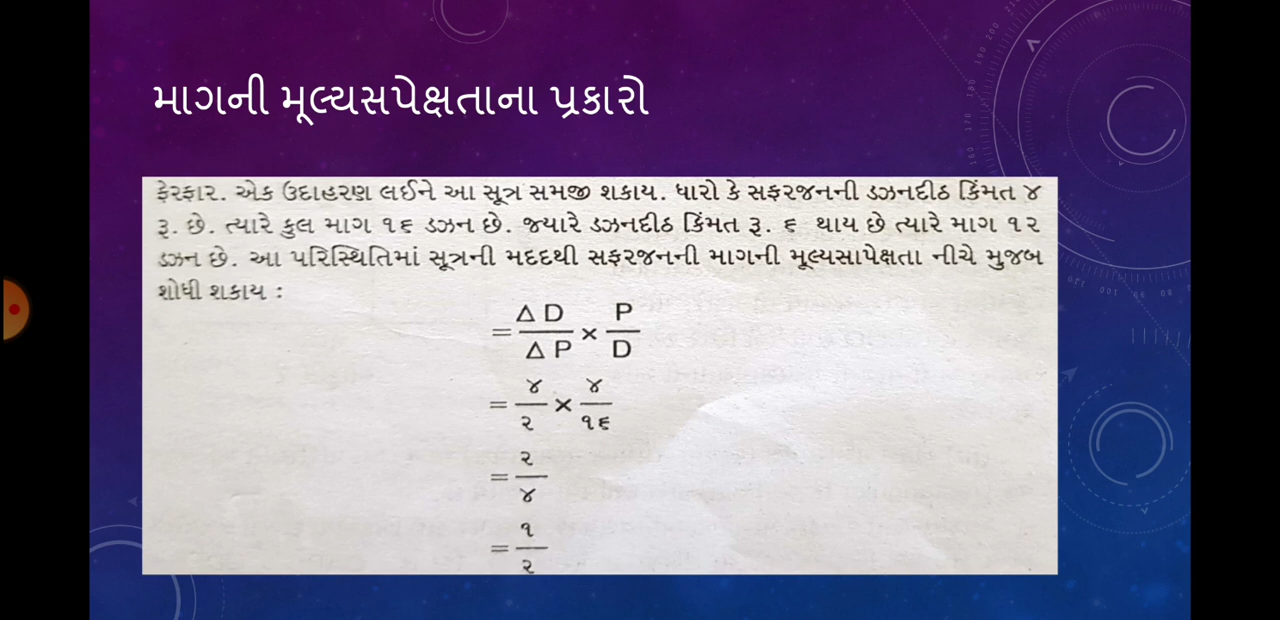 માગની મૂલ્યસપેક્ષતાના પ્રકારો
ફેરફાર. એક ઉદાહરણ લઈને આ સૂત્ર સમજી શકાય. ધારો કે સફરજનની ડઝનદીઠ કિંમત ૪
રૂ. છે. ત્યારે કુલ માગ ૧૬ ડઝન છે. જ્યારે ડઝનદીઠ કિંમત રૂ. ૬ થાય છે ત્યારે માગ ૧૨
ડઝન છે. આ પરિસ્થિતિમાં સૂત્રની મદદથી સફરજનની માગની મૂલ્યસાપેક્ષતા નીચે મુજબ
શોધી શકાય :
= Δ D / Δ P × P / D
= ૪ / ૨ × ૪ / ૧૬
= ૨ / ૪
= ૧ / ૨